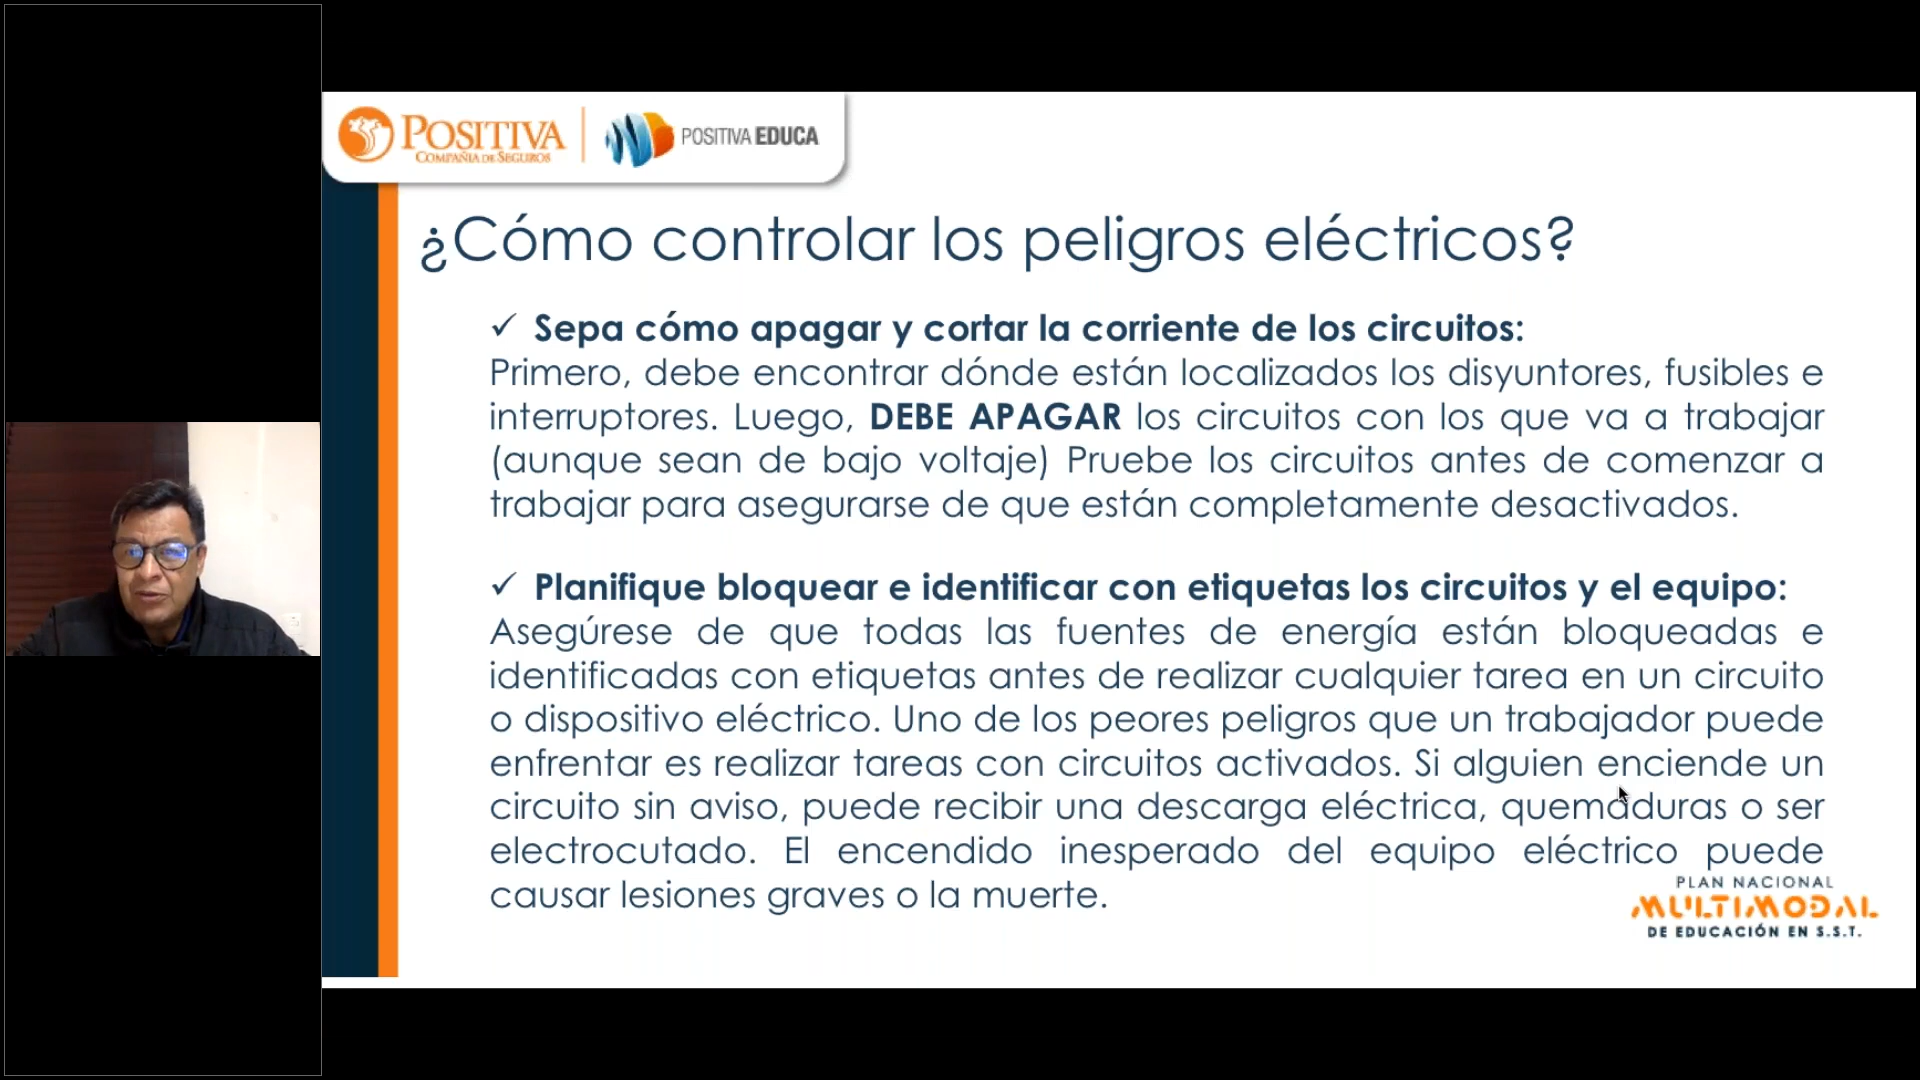 POSITIVA
COMPAÑÍA DE SEGUROS
POSITIVA EDUCA
¿Cómo controlar los peligros eléctricos?
✓ Sepa cómo apagar y cortar la corriente de los circuitos:
Primero, debe encontrar dónde están localizados los disyuntores, fusibles e
interruptores. Luego, DEBE APAGAR los circuitos con los que va a trabajar
(aunque sean de bajo voltaje) Pruebe los circuitos antes de comenzar a
trabajar para asegurarse de que están completamente desactivados.
✓ Planifique bloquear e identificar con etiquetas los circuitos y el equipo:
Asegúrese de que todas las fuentes de energía están bloqueadas e
identificadas con etiquetas antes de realizar cualquier tarea en un circuito
o dispositivo eléctrico. Uno de los peores peligros que un trabajador puede
enfrentar es realizar tareas con circuitos activados. Si alguien enciende un
circuito sin aviso, puede recibir una descarga eléctrica, quemaduras o ser
electrocutado. El encendido inesperado del equipo eléctrico puede
causar lesiones graves o la muerte.
PLAN NACIONAL
MULTIMODAL
DE EDUCACIÓN EN S.S.T.